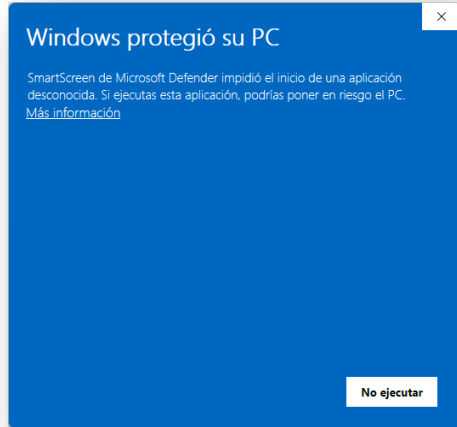 Windows protegió su PC
SmartScreen de Microsoft Defender impidió el inicio de una aplicación
desconocida. Si ejecutas esta aplicación, podrías poner en riesgo el PC.
Más información
No ejecutar